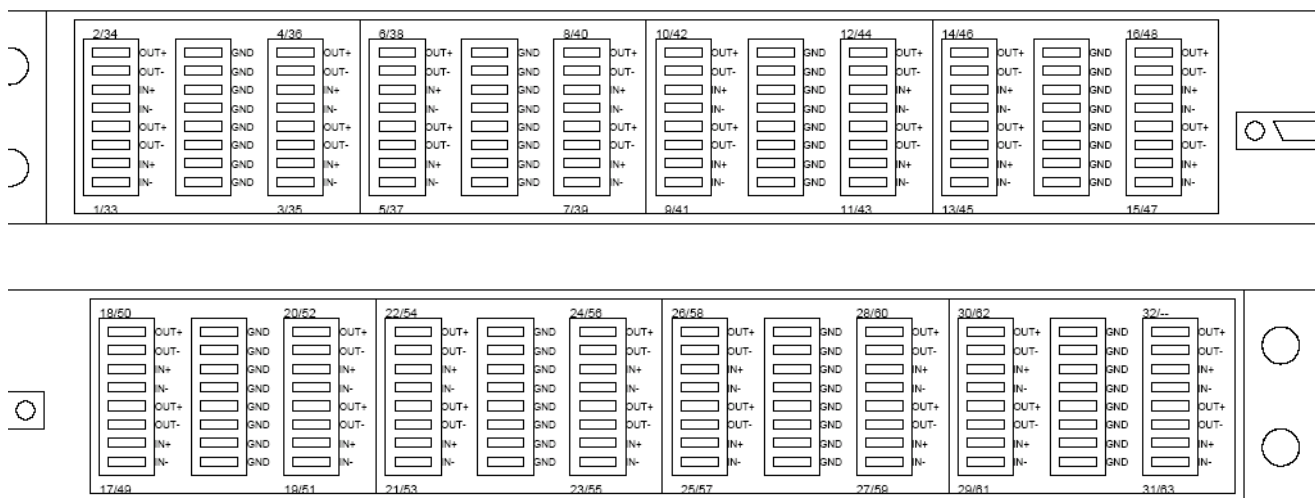 2/34 4/36 6/38 8/40 10/42 12/44 14/46 16/48
OUT+ GND OUT+ OUT+ GND OUT+ OUT+ GND OUT+ OUT+ GND OUT+
OUT- GND OUT- OUT- GND OUT- OUT- GND OUT- OUT- GND OUT-
IN+ GND IN+ IN+ GND IN+ IN+ GND IN+ IN+ GND IN+
IN- GND IN- IN- GND IN- IN- GND IN- IN- GND IN-
OUT+ GND OUT+ OUT+ GND OUT+ OUT+ GND OUT+ OUT+ GND OUT+
OUT- GND OUT- OUT- GND OUT- OUT- GND OUT- OUT- GND OUT-
IN+ GND IN+ IN+ GND IN+ IN+ GND IN+ IN+ GND IN+
IN- GND IN- IN- GND IN- IN- GND IN- IN- GND IN-
1/33 3/35 5/37 7/39 9/41 11/43 13/45 15/47
18/50 20/52 22/54 24/56 26/58 28/60 30/62 32/--
OUT+ GND OUT+ OUT+ GND OUT+ OUT+ GND OUT+ OUT+ GND OUT+
OUT- GND OUT- OUT- GND OUT- OUT- GND OUT- OUT- GND OUT-
IN+ GND IN+ IN+ GND IN+ IN+ GND IN+ IN+ GND IN+
IN- GND IN- IN- GND IN- IN- GND IN- IN- GND IN-
OUT+ GND OUT+ OUT+ GND OUT+ OUT+ GND OUT+ OUT+ GND OUT+
OUT- GND OUT- OUT- GND OUT- OUT- GND OUT- OUT- GND OUT-
IN+ GND IN+ IN+ GND IN+ IN+ GND IN+ IN+ GND IN+
IN- GND IN- IN- GND IN- IN- GND IN- IN- GND IN-
17/49 19/51 21/53 23/55 25/57 27/59 29/61 31/63